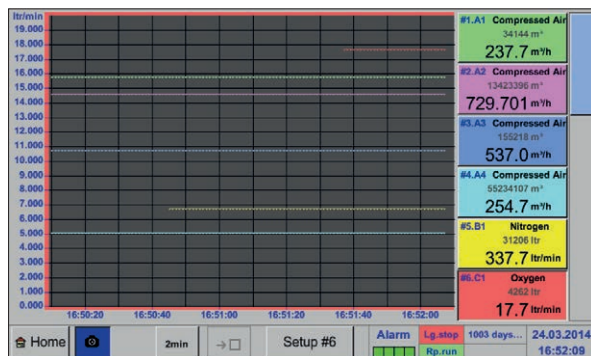 ltr/min
19.000
18.000
17.000
16.000
15.000
14.000
13.000
12.000
11.000
10.000
9.000
8.000
7.000
6.000
5.000
4.000
3.000
2.000
1.000
0.000
16:50:20 16:50:40 16:51:00 16:51:20 16:51:40 16:52:00
#1.A1 Compressed Air
34144 m³
237.7 m³/h
#2.A2 Compressed Air
13423396 m³
729.701 m³/h
#3.A3 Compressed Air
155218 m³
537.0 m³/h
#4.A4 Compressed Air
55234107 m³
254.7 m³/h
#5.B1 Nitrogen
31206 ltr
337.7 ltr/min
#6.C1 Oxygen
4262 ltr
17.7 ltr/min
Home 2min Setup #6 Alarm Lg.stop 1003 days... 24.03.2014
Rp.run 16:52:09